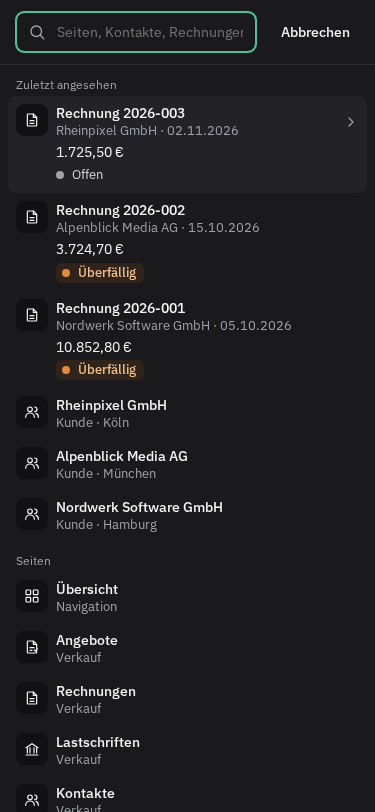 Seiten, Kontakte, Rechnunger
Abbrechen
Zuletzt angesehen
Rechnung 2026-003
Rheinpixel GmbH · 02.11.2026
1.725,50 €
Offen
Rechnung 2026-002
Alpenblick Media AG · 15.10.2026
3.724,70 €
Überfällig
Rechnung 2026-001
Nordwerk Software GmbH · 05.10.2026
10.852,80 €
Überfällig
Rheinpixel GmbH
Kunde · Köln
Alpenblick Media AG
Kunde · München
Nordwerk Software GmbH
Kunde · Hamburg
Seiten
Übersicht
Navigation
Angebote
Verkauf
Rechnungen
Verkauf
Lastschriften
Verkauf
Kontakte
Verkauf